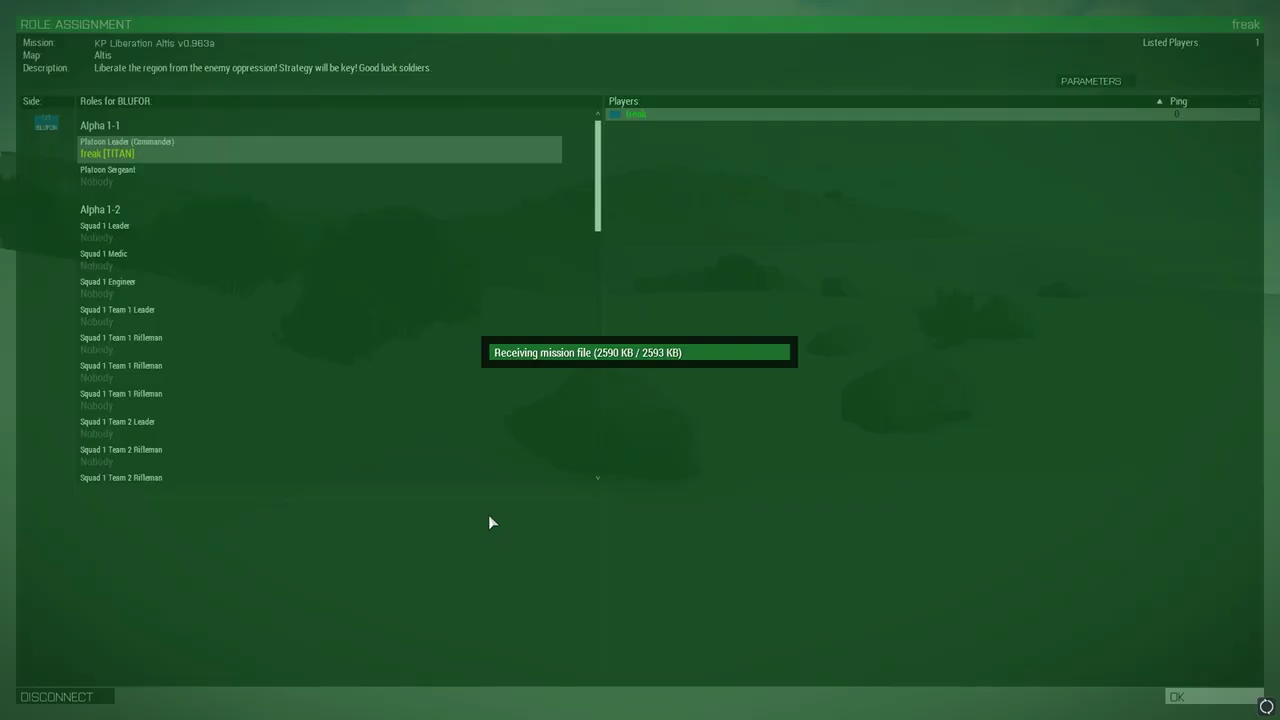 ROLE ASSIGNMENT
freak
Mission: KP Liberation Altis v0.963a
Listed Players: 1
Map: Altis
Description: Liberate the region from the enemy oppression! Strategy will be key! Good luck soldiers.
PARAMETERS
Side:
Roles for BLUFOR:
Players
Ping
BLUFOR
freak
0
Alpha 1-1
Platoon Leader (Commander)
freak [TITAN]
Platoon Sergeant
Nobody
Alpha 1-2
Squad 1 Leader
Nobody
Squad 1 Medic
Nobody
Squad 1 Engineer
Nobody
Squad 1 Team 1 Leader
Nobody
Squad 1 Team 1 Rifleman
Nobody
Receiving mission file (2590 KB / 2593 KB)
Squad 1 Team 1 Rifleman
Nobody
Squad 1 Team 1 Rifleman
Nobody
Squad 1 Team 2 Leader
Nobody
Squad 1 Team 2 Rifleman
Nobody
Squad 1 Team 2 Rifleman
DISCONNECT
OK